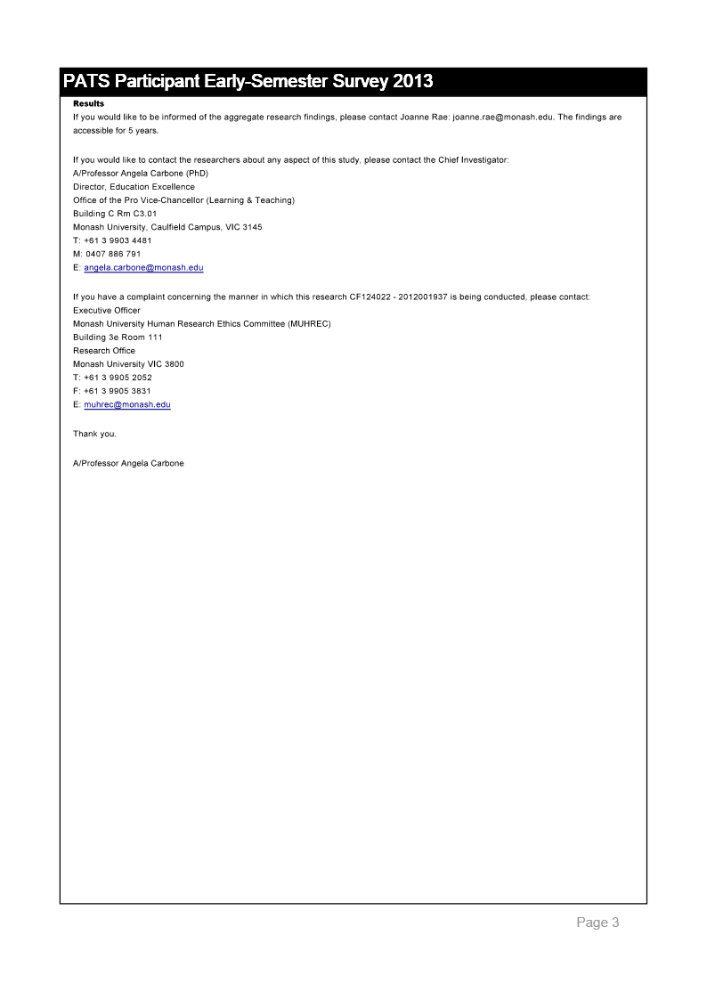 PATS Participant Early-Semester Survey 2013
Results
If you would like to be informed of the aggregate research findings, please contact Joanne Rae: joanne.rae@monash.edu. The findings are
accessible for 5 years.
If you would like to contact the researchers about any aspect of this study, please contact the Chief Investigator:
A/Professor Angela Carbone (PhD)
Director, Education Excellence
Office of the Pro Vice-Chancellor (Learning & Teaching)
Building C Rm C3.01
Monash University, Caulfield Campus, VIC 3145
T: +61 3 9903 4481
M: 0407 886 791
E: angela.carbone@monash.edu
If you have a complaint concerning the manner in which this research CF124022 - 2012001937 is being conducted, please contact:
Executive Officer
Monash University Human Research Ethics Committee (MUHREC)
Building 3e Room 111
Research Office
Monash University VIC 3800
T: +61 3 9905 2052
F: +61 3 9905 3831
E: muhrec@monash.edu
Thank you.
A/Professor Angela Carbone
Page 3